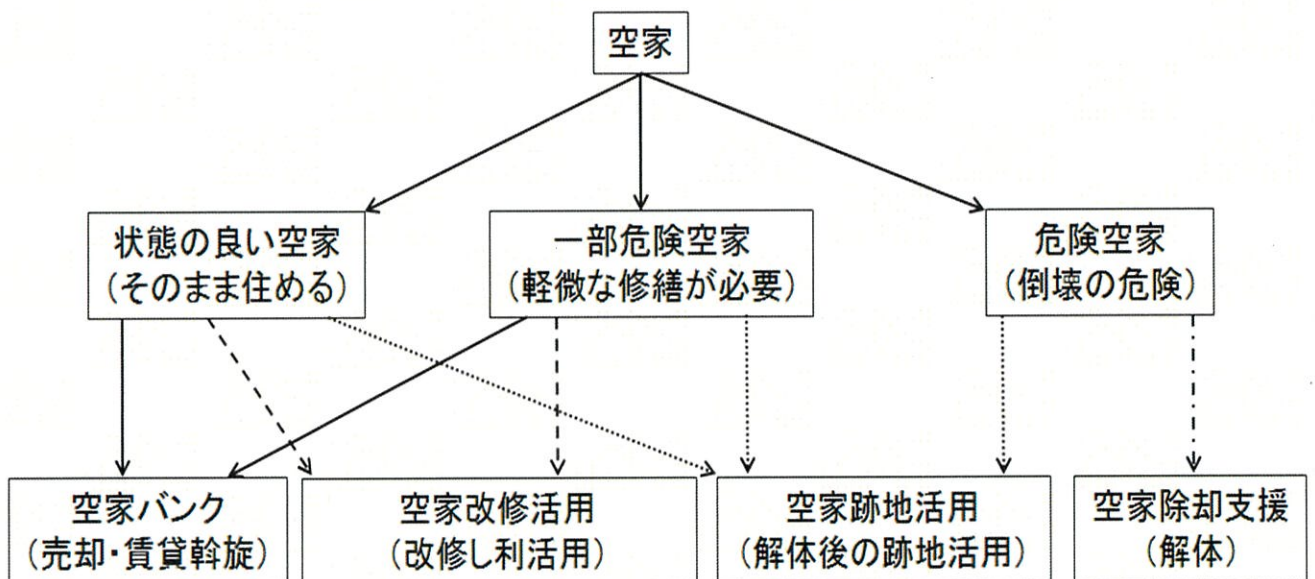 空家
状態の良い空家
(そのまま住める)
一部危険空家
(軽微な修繕が必要)
危険空家
(倒壊の危険)
空家バンク
(売却・賃貸斡旋)
空家改修活用
(改修し利活用)
空家跡地活用
(解体後の跡地活用)
空家除却支援
(解体)